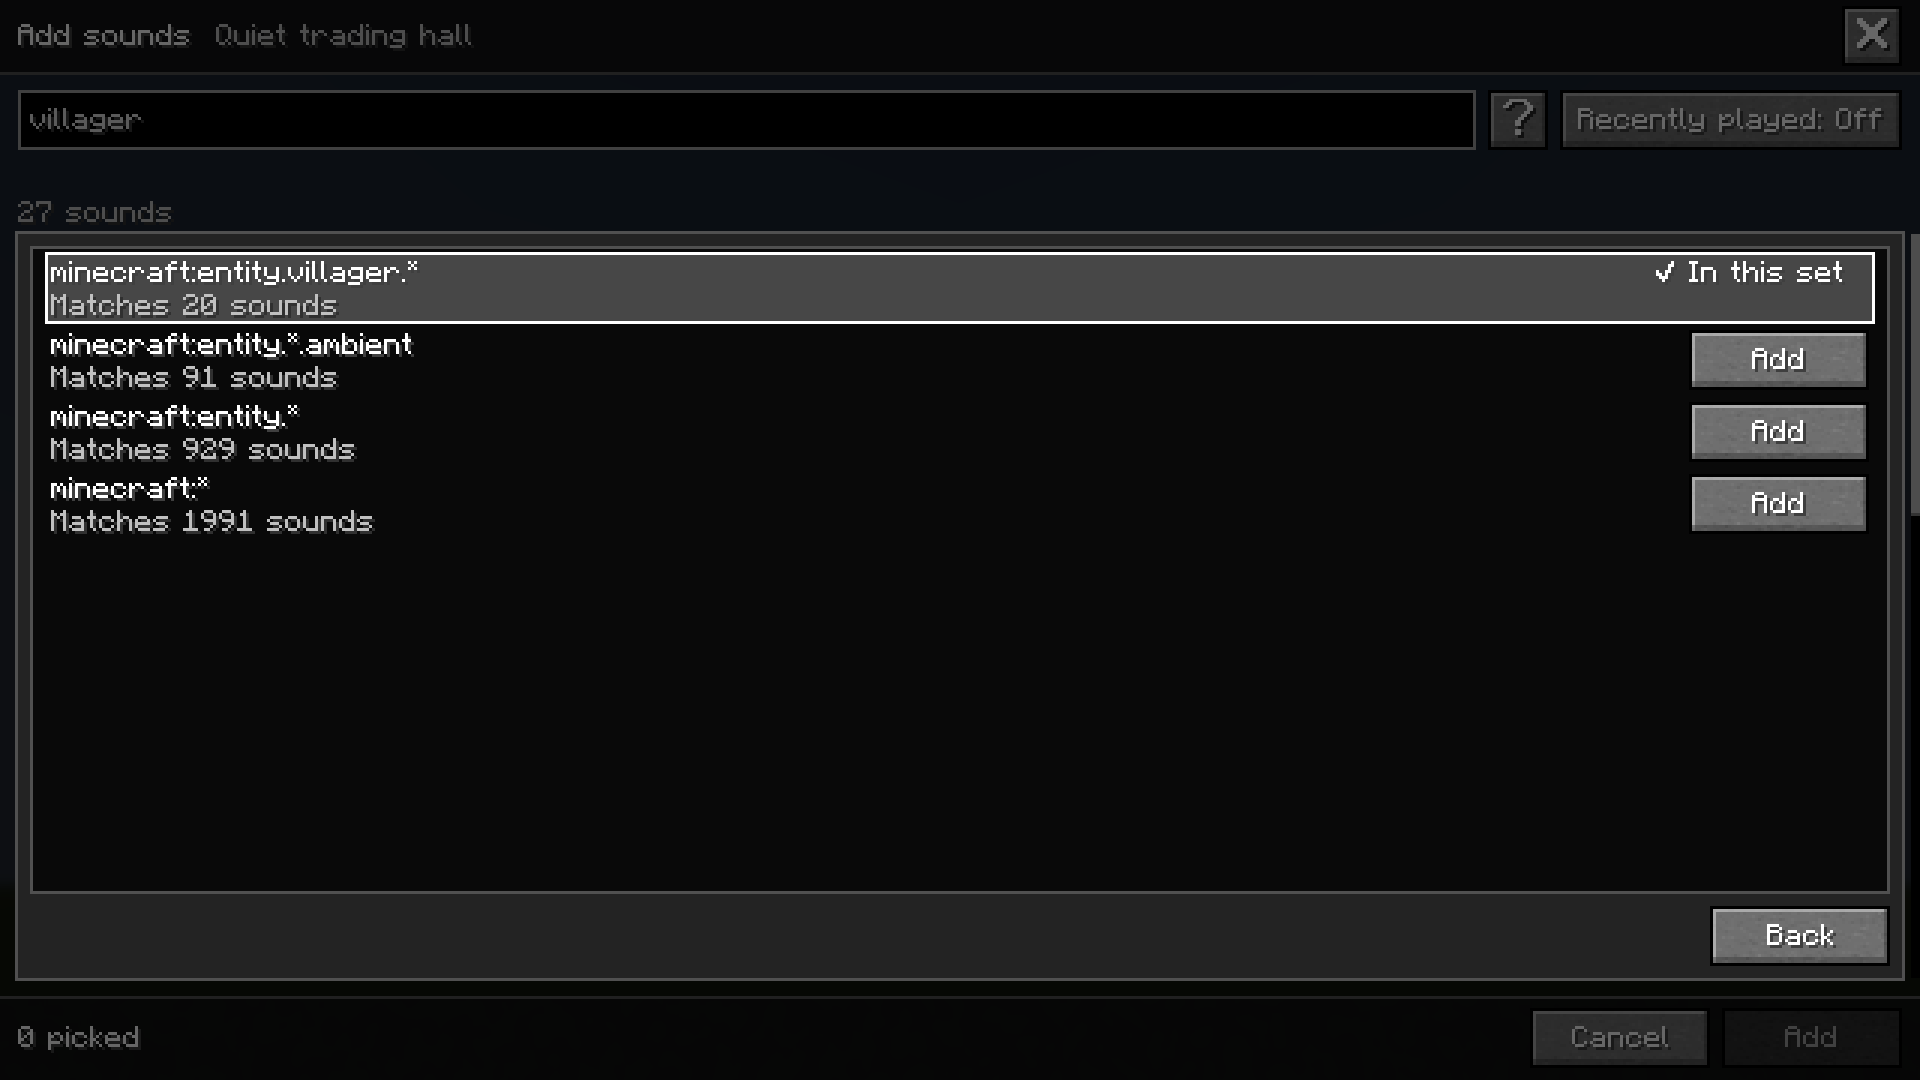 Add sounds Quiet trading hall
villager
?
Recently played: Off
27 sounds
minecraft:entity.villager.*
✓ In this set
Matches 20 sounds
minecraft:entity.*.ambient
Add
Matches 91 sounds
minecraft:entity.*
Add
Matches 929 sounds
minecraft:*
Add
Matches 1991 sounds
Back
0 picked
Cancel
Add